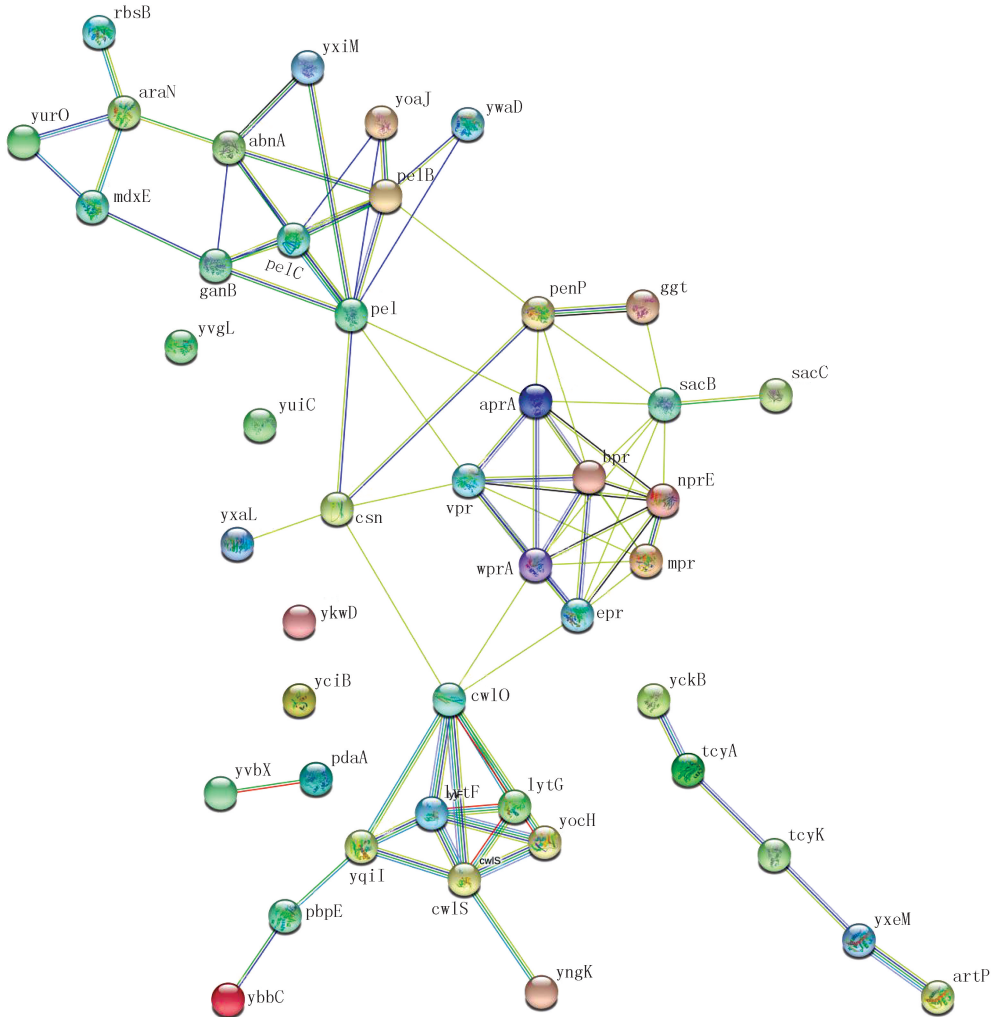 rbsB
yxiM
araN
yoaJ
ywaD
yurO
abnA
pelB
mdxE
pelC
ganB
pel
penP
ggt
yvgL
sacB
sacC
aprA
yuiC
bpr
nprE
vpr
csn
yxaL
wprA
mpr
epr
ykwD
cwlO
yciB
yckB
tcyA
pdaA
yvbX
lytF
lytG
yocH
tcyK
cwlS
yqiI
cwlS
pbpE
yxeM
yngK
artP
ybbC